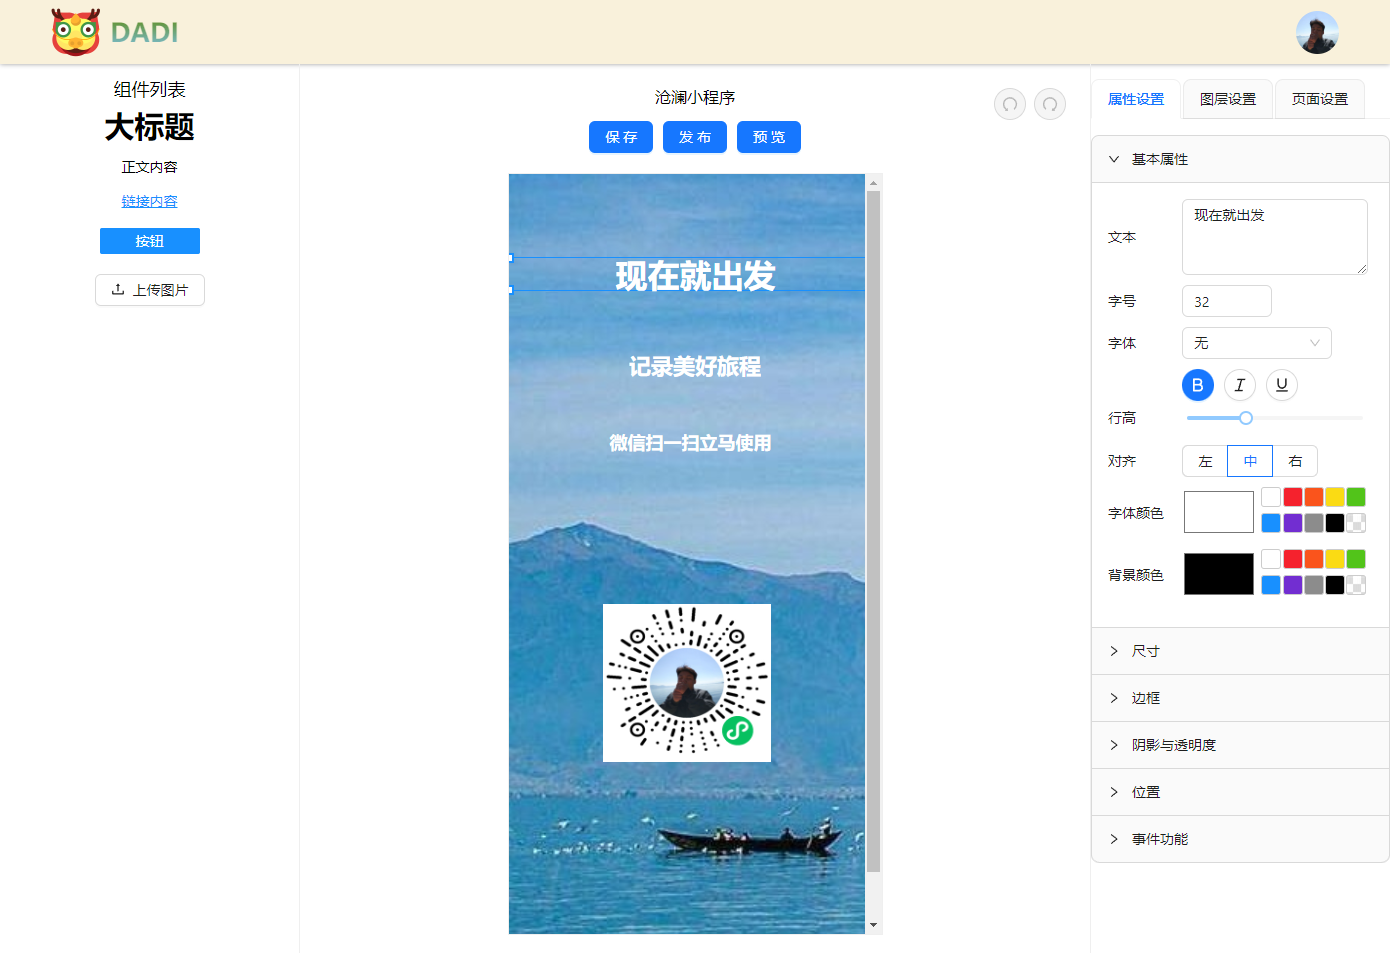 DADI
组件列表
大标题
正文内容
链接内容
按钮
上传图片
沧澜小程序
保存 发布 预览
现在就出发
记录美好旅程
微信扫一扫立马使用
属性设置 图层设置 页面设置
基本属性
文本 现在就出发
字号 32
字体 无
B I U
行高
对齐 左 中 右
字体颜色
背景颜色
尺寸
边框
阴影与透明度
位置
事件功能